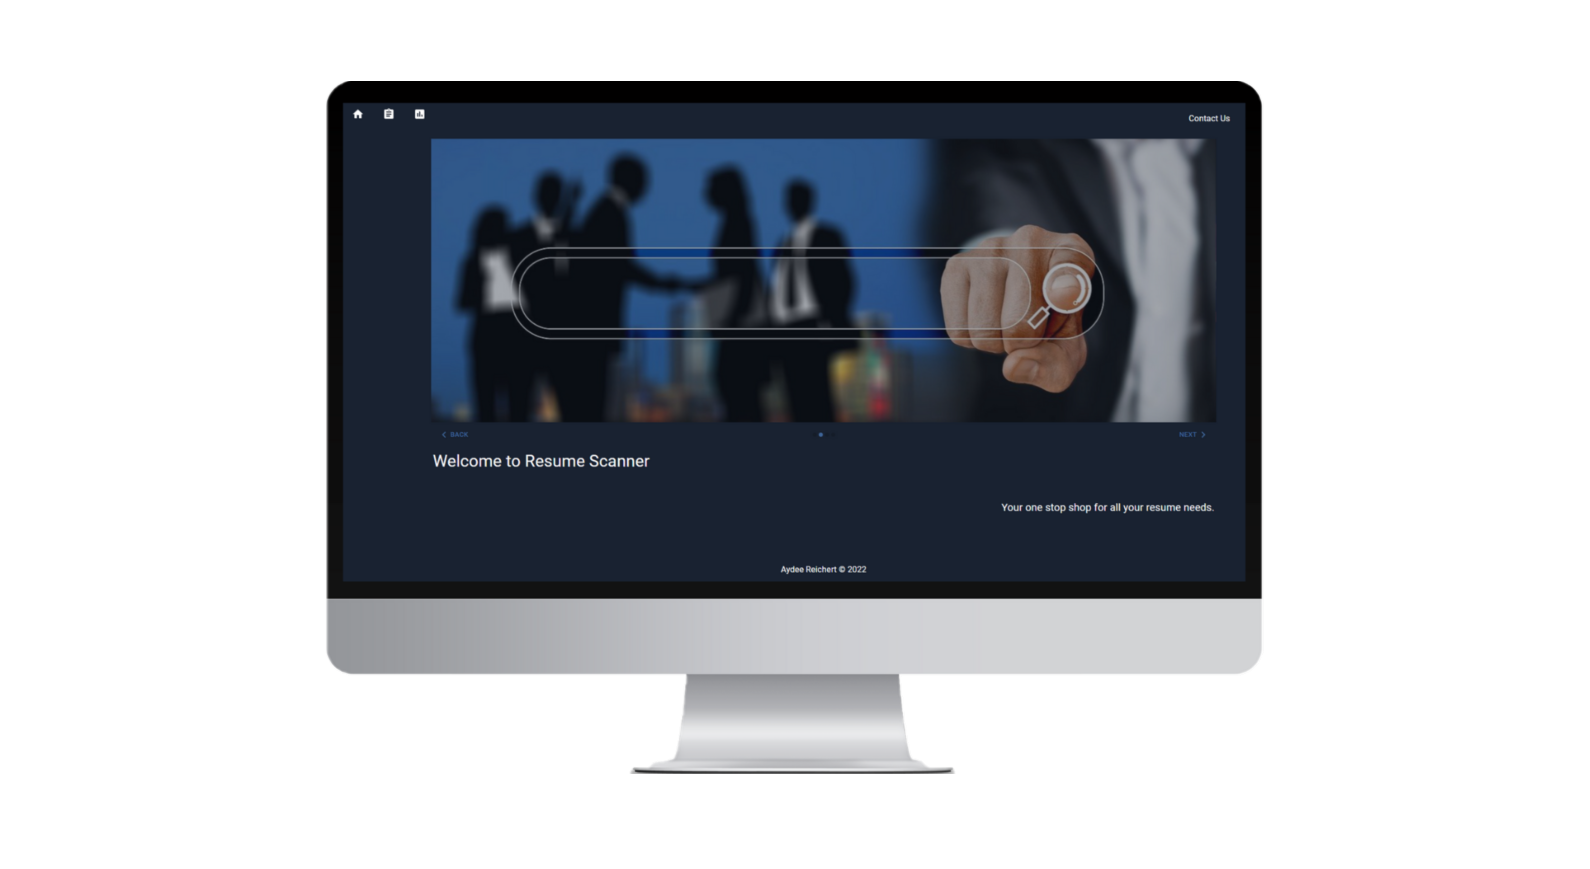 Contact Us
BACK
NEXT
Welcome to Resume Scanner
Your one stop shop for all your resume needs.
Aydee Reichert © 2022